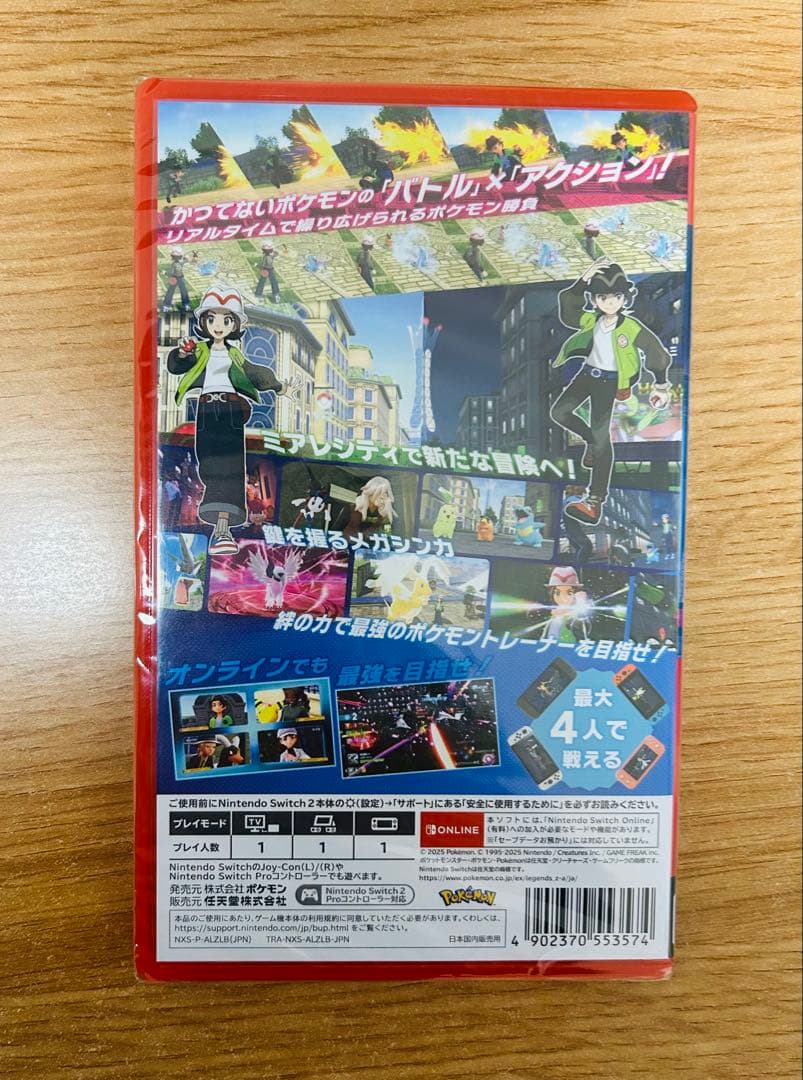 かつてないポケモンの「バトル」×「アクション」!
リアルタイムで繰り広げられるポケモン勝負
ミアレシティで新たな冒険へ!
鍵を握るメガシンカ
絆の力で最強のポケモントレーナーを目指せ!
オンラインでも 最強を目指せ!
最大
4人で
戦える
ご使用前にNintendo Switch 2本体の(設定)→「サポート」にある「安全に使用するために」を必ずお読みください。
プレイモード TV
プレイ人数 1 1 1
ONLINE
本ソフトには、「Nintendo Switch Online」
(有料)への加入が必要なモードや機能があります。
※「セーブデータお預かり」には対応していません。
Nintendo SwitchのJoy-Con(L)/(R)や
Nintendo Switch Proコントローラーでも遊べます。
© 2025 Pokémon. © 1995-2025 Nintendo / Creatures Inc. / GAME FREAK inc.
ポケットモンスター・ポケモン・Pokémonは任天堂・クリーチャーズ・ゲームフリークの商標です。
Nintendo Switchは任天堂の商標です。
https://www.pokemon.co.jp/ex/legends_z-a/ja/
発売元 株式会社 ポケモン
販売元 任天堂株式会社
Nintendo Switch 2
Proコントローラー対応
POKéMON
本品のご使用にあたり、ゲーム機本体の利用規約に同意していただく必要があります。くわしくは、
https://support.nintendo.com/jp/bup.html をご覧ください。
NXS-P-ALZLB(JPN) TRA-NXS-ALZLB-JPN 日本国内販売用
4 902370 553574